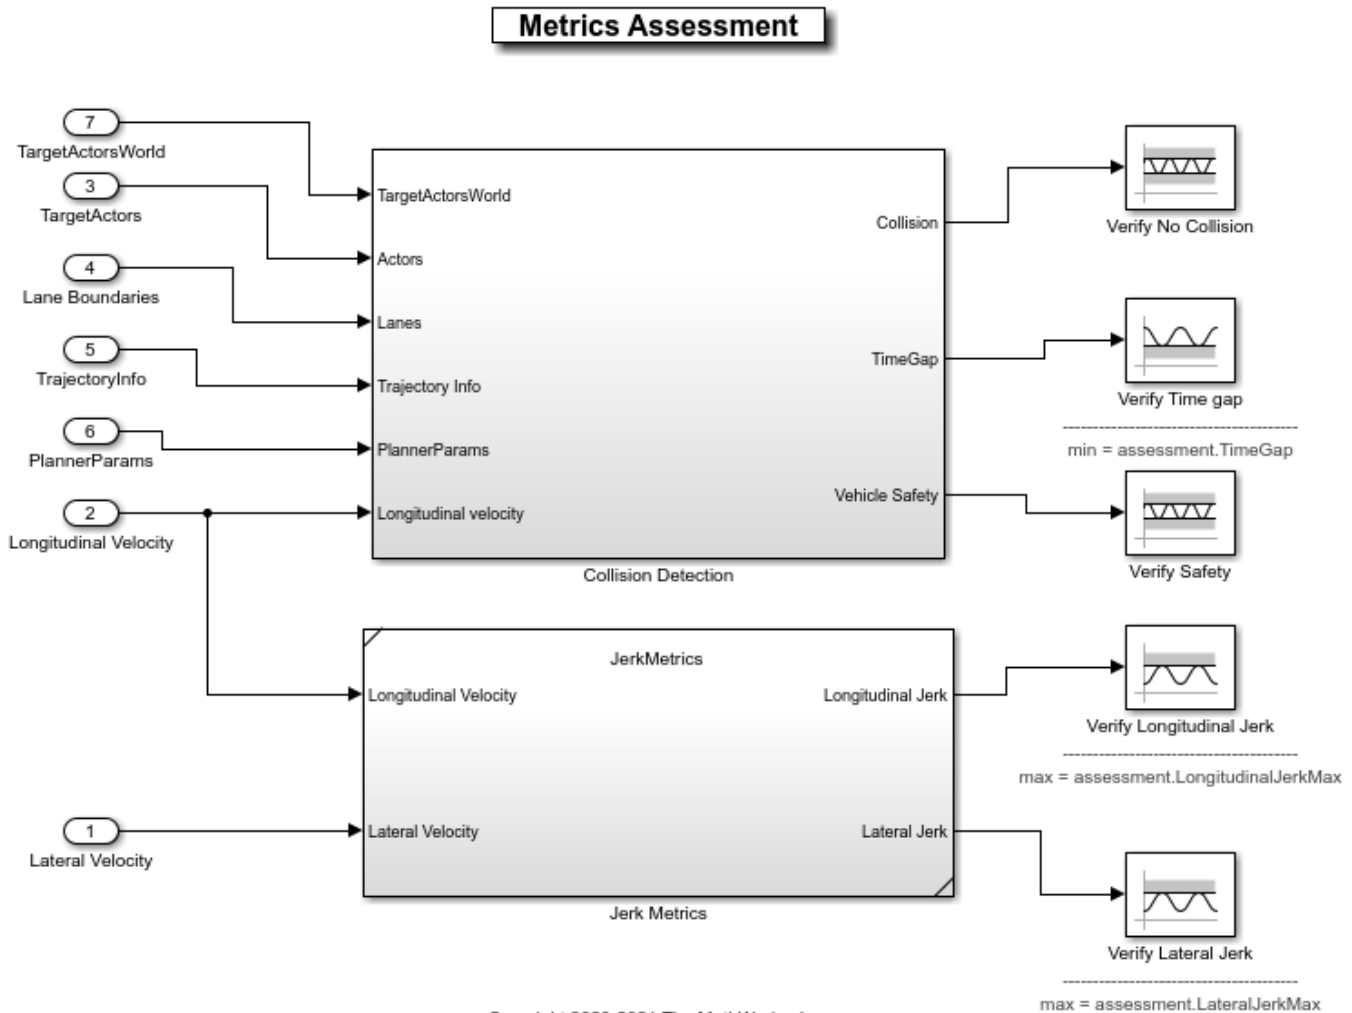 Metrics Assessment
7
TargetActorsWorld
3
TargetActors
4
Lane Boundaries
5
TrajectoryInfo
6
PlannerParams
2
Longitudinal Velocity
1
Lateral Velocity
TargetActorsWorld
Actors
Lanes
Trajectory Info
PlannerParams
Longitudinal velocity
Collision
TimeGap
Vehicle Safety
Collision Detection
JerkMetrics
Longitudinal Velocity
Lateral Velocity
Longitudinal Jerk
Lateral Jerk
Jerk Metrics
Verify No Collision
Verify Time gap
min = assessment.TimeGap
Verify Safety
Verify Longitudinal Jerk
max = assessment.LongitudinalJerkMax
Verify Lateral Jerk
max = assessment.LateralJerkMax